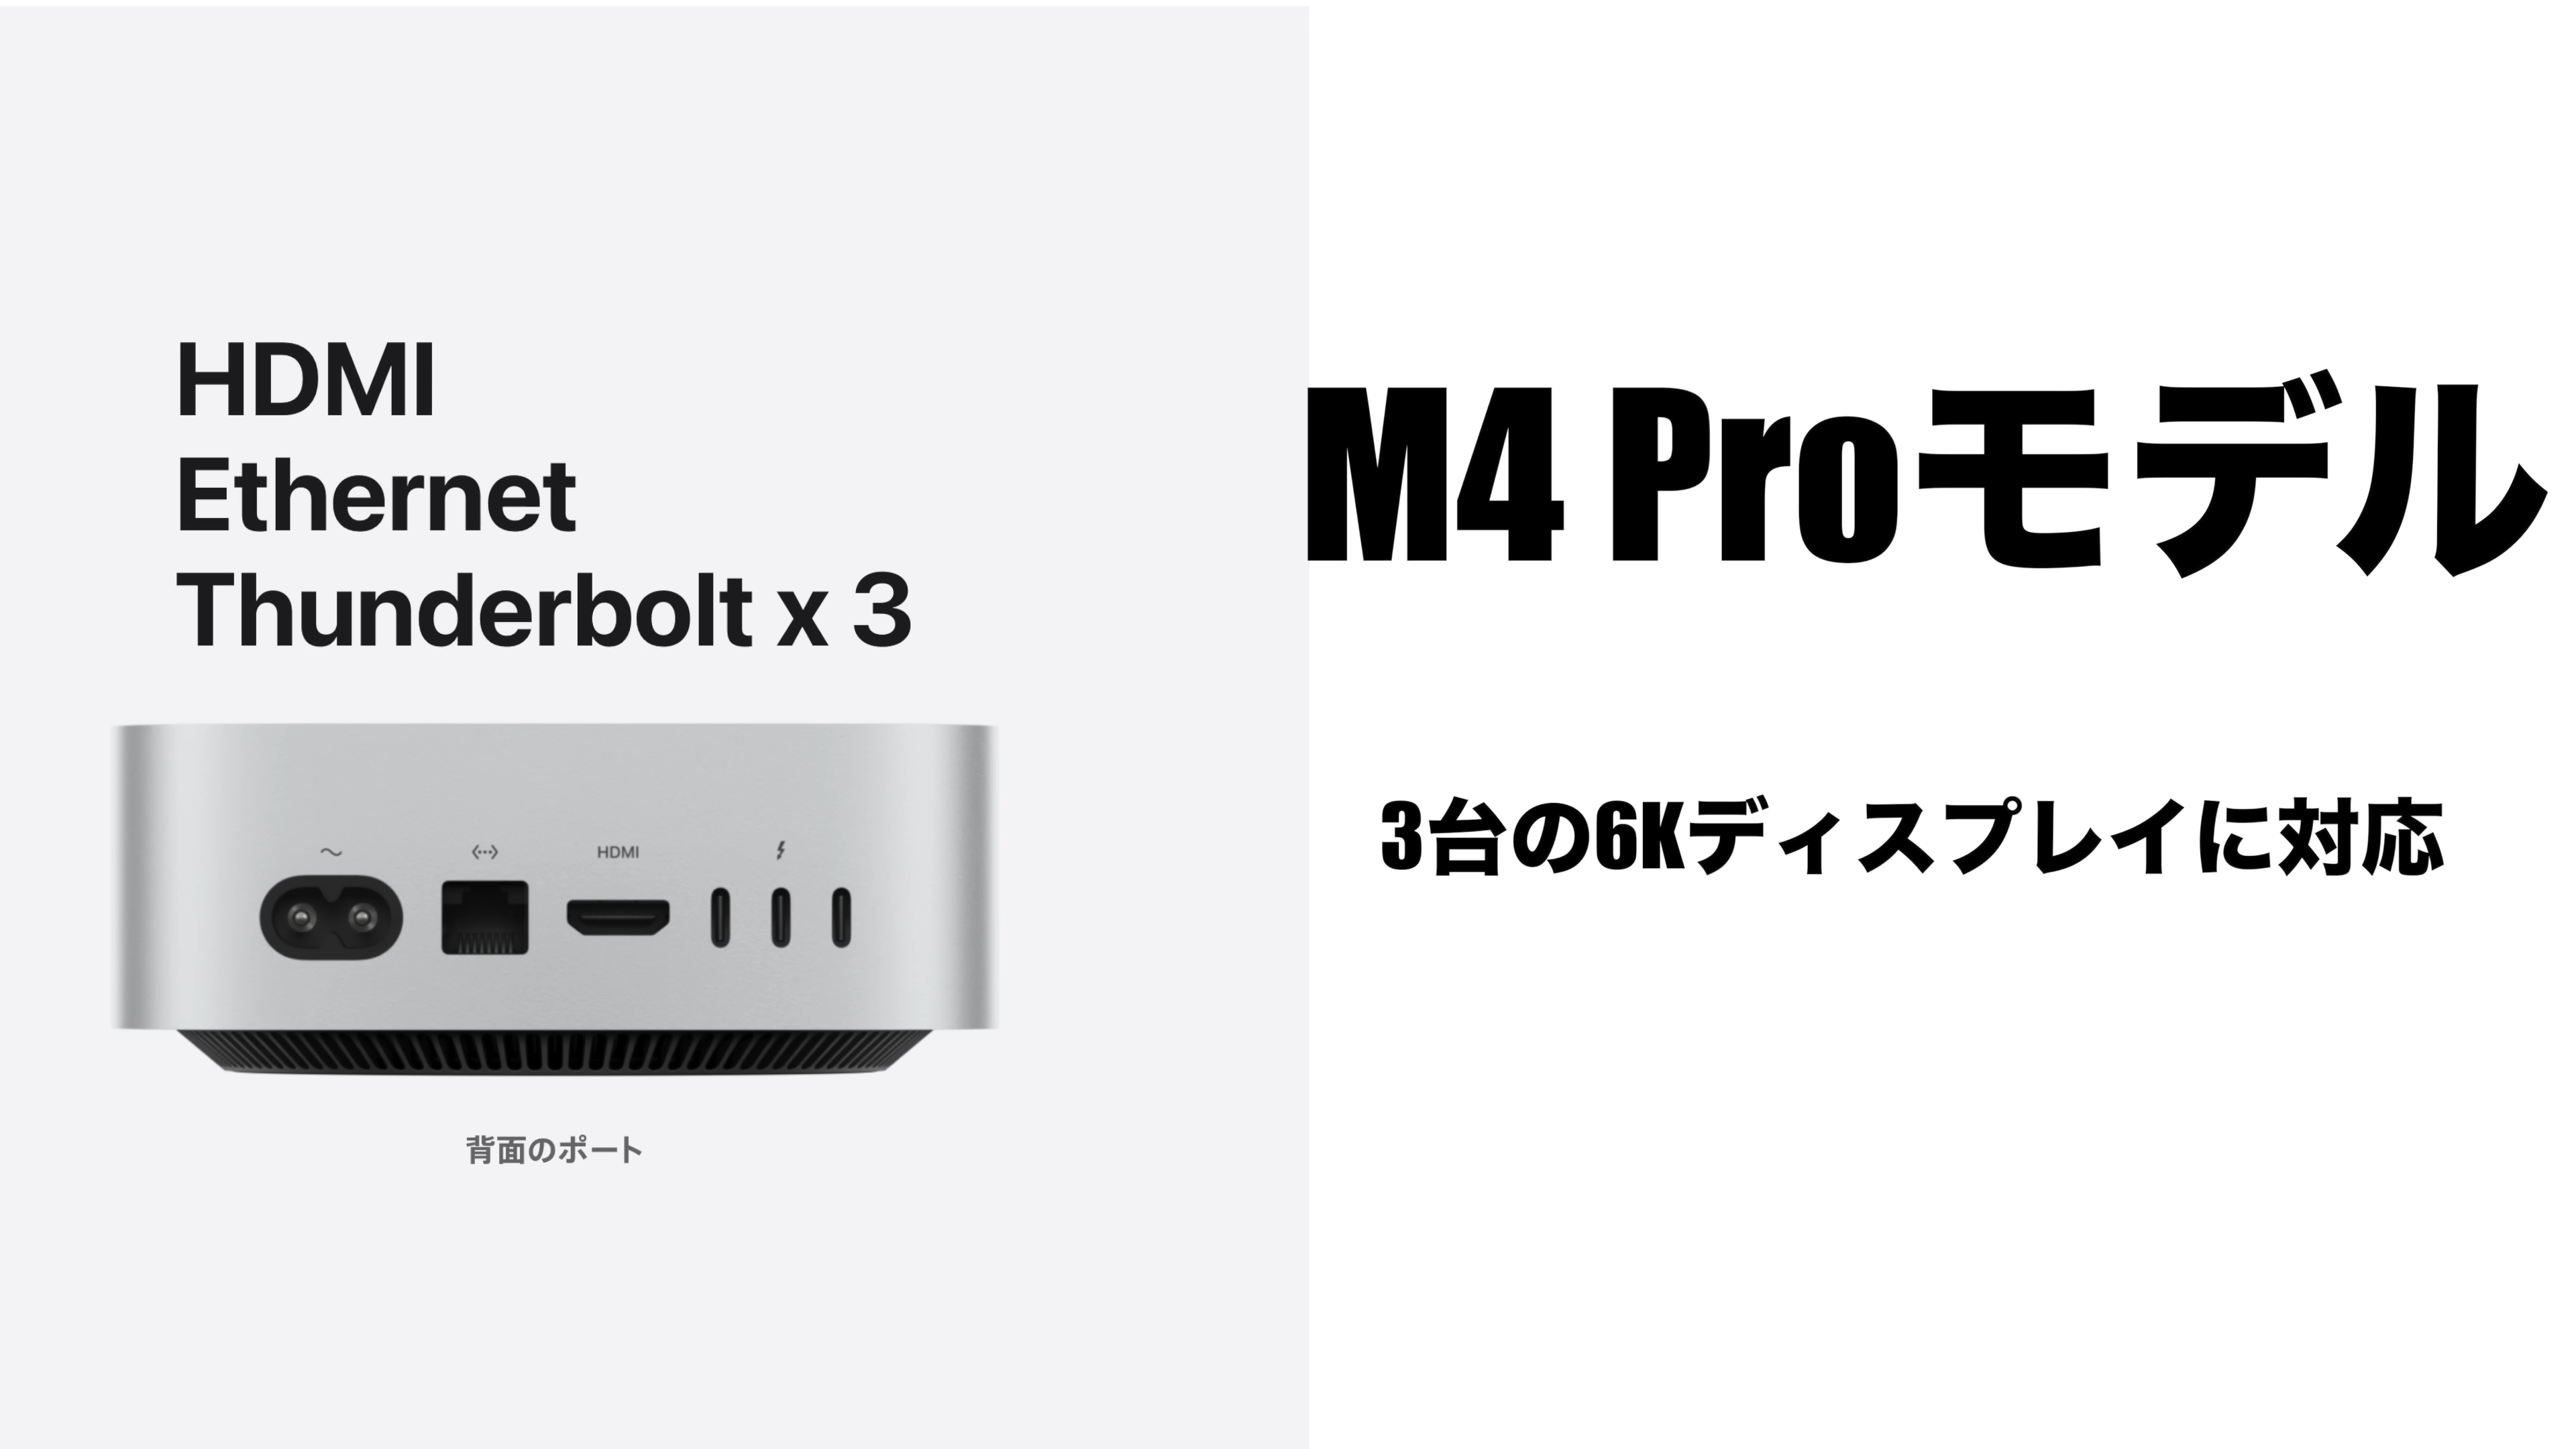 HDMI
Ethernet
Thunderbolt x 3
HDMI
背面のポート
M4 Proモデル
3台の6Kディスプレイに対応